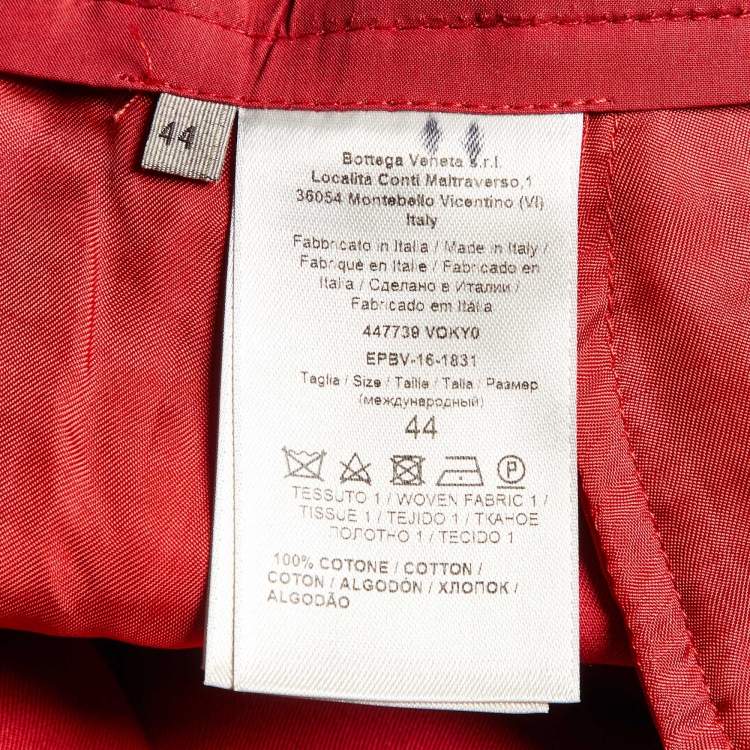 44
Bottega Veneta s.r.l.
Località Conti Maltraverso,1
36054 Montebello Vicentino (VI)
Italy
Fabbricato in Italia / Made in Italy /
Fabriqué en Italie / Fabricado en
Italia / Сделано в Италии /
Fabricado em Itália
447739 VOKY0
EPBV-16-1831
Taglia / Size / Taille / Talla / Размер
(международный)
44
P
TESSUTO 1 / WOVEN FABRIC 1 /
TISSUE 1 / TEJIDO 1 / ТКАНОЕ
ПОЛОТНО 1 / TECIDO 1
100% COTONE / COTTON /
COTON / ALGODÓN / ХЛОПОК /
ALGODÃO